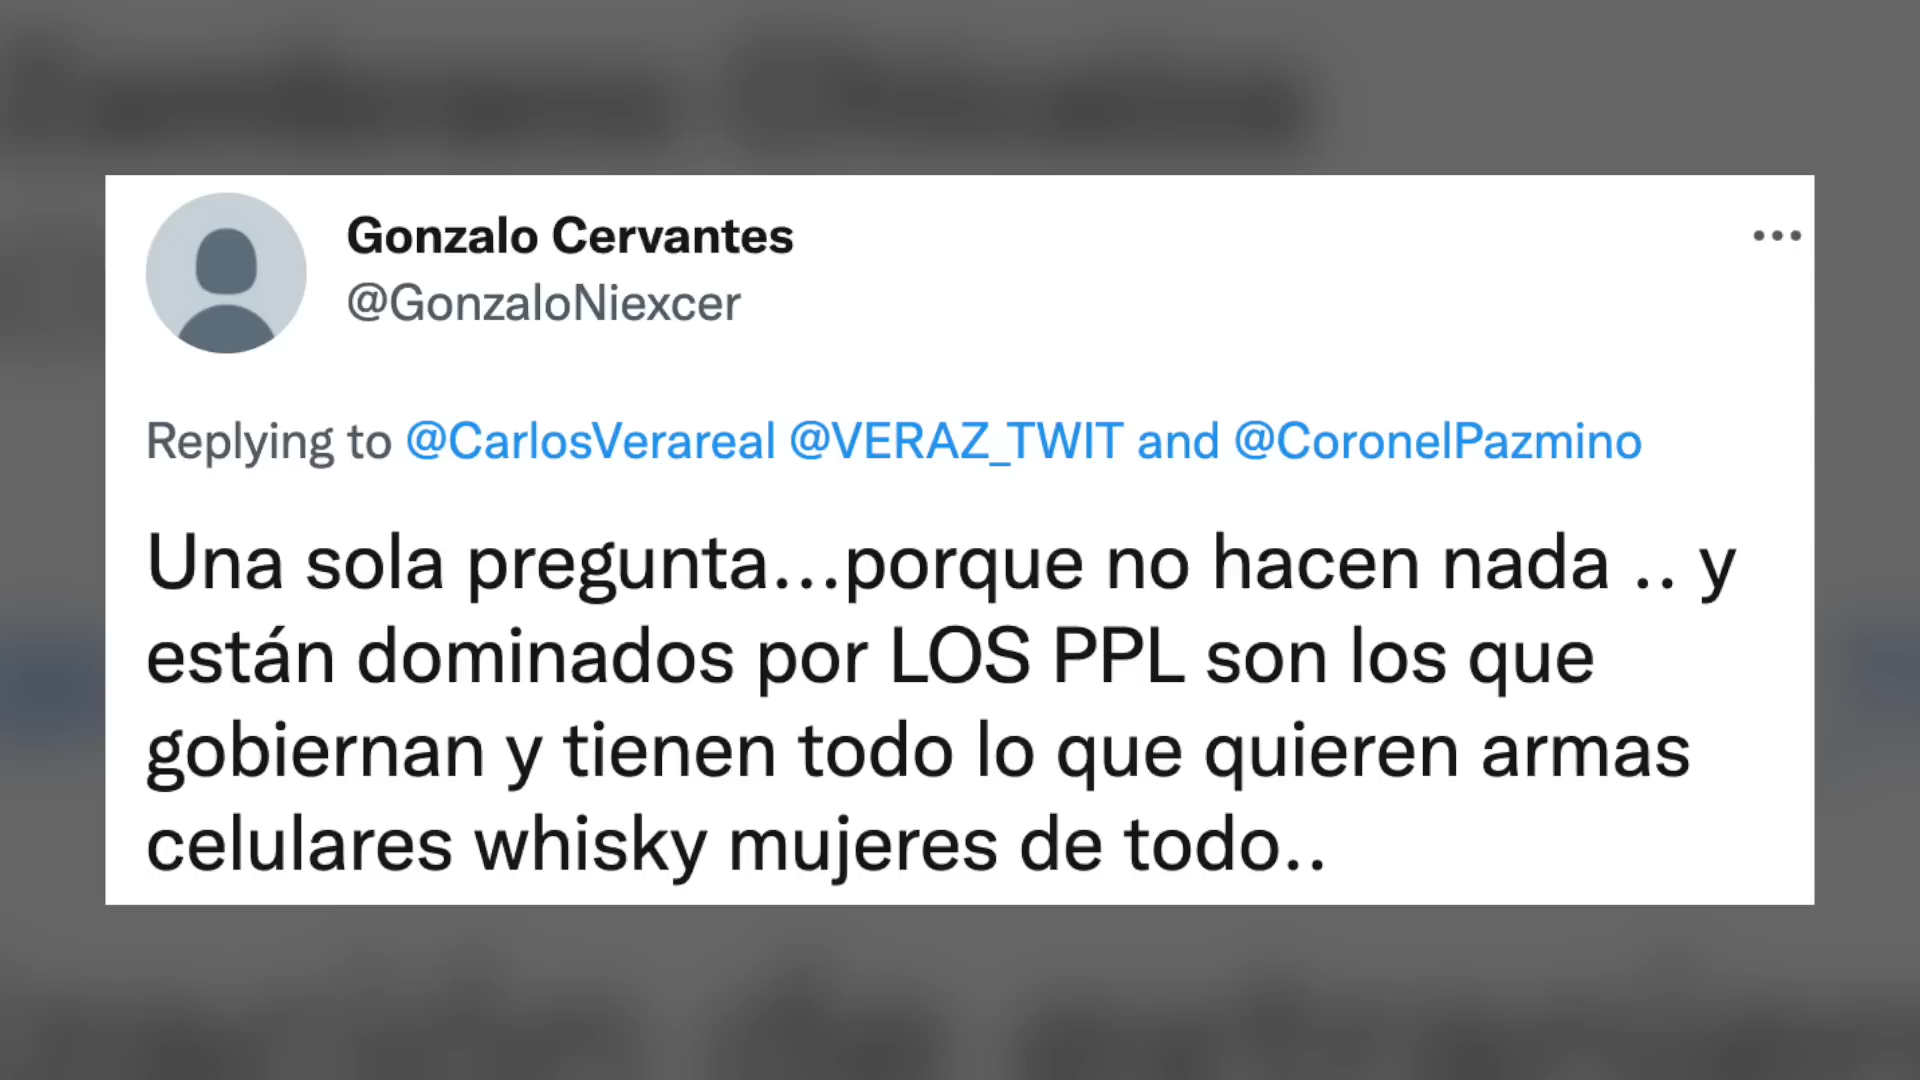 Gonzalo Cervantes
@GonzaloNiexcer
Replying to @CarlosVerareal @VERAZ_TWIT and @CoronelPazmino
Una sola pregunta...porque no hacen nada .. y
están dominados por LOS PPL son los que
gobiernan y tienen todo lo que quieren armas
celulares whisky mujeres de todo..